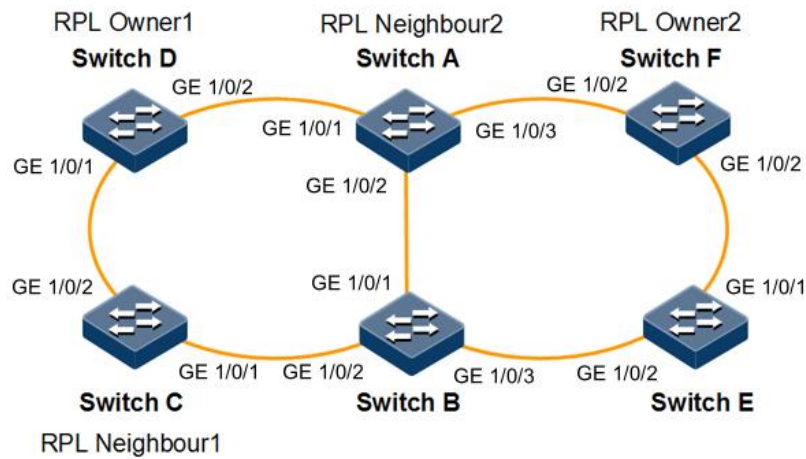 RPL Owner1
RPL Neighbour2
RPL Owner2
Switch D
Switch A
Switch F
GE 1/0/2
GE 1/0/2
GE 1/0/1
GE 1/0/3
GE 1/0/1
GE 1/0/2
GE 1/0/2
GE 1/0/2
GE 1/0/1
GE 1/0/1
GE 1/0/1
GE 1/0/2
GE 1/0/3
GE 1/0/2
Switch C
Switch B
Switch E
RPL Neighbour1